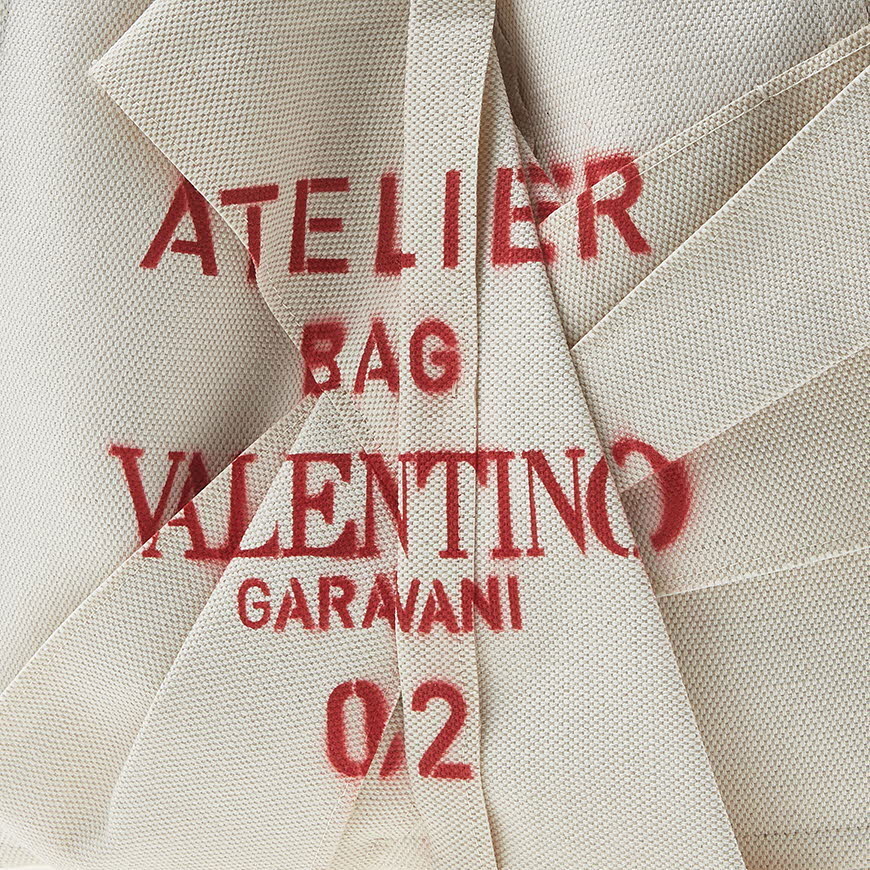 ATELIER
BAG
VALENTINO
GARAVANI
02